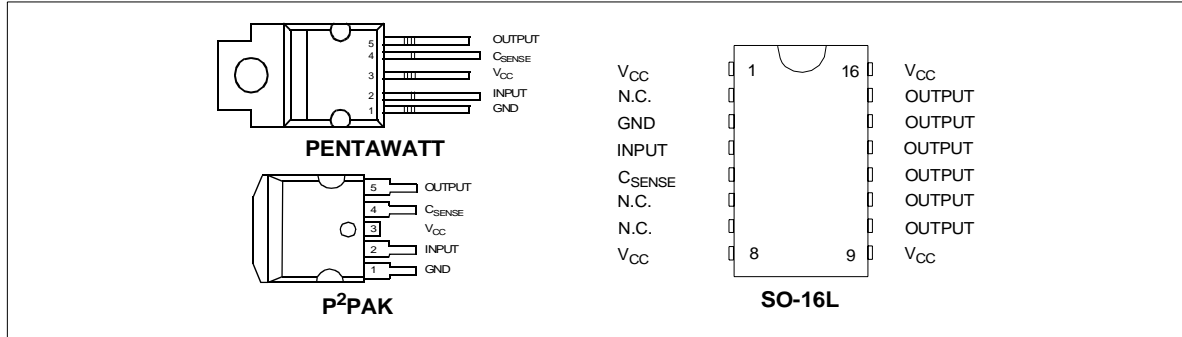 5 OUTPUT
4 CSENSE
3 VCC
2 INPUT
1 GND
PENTAWATT
5 OUTPUT
4 CSENSE
3 VCC
2 INPUT
1 GND
P²PAK
VCC 1 16 VCC
N.C. OUTPUT
GND OUTPUT
INPUT OUTPUT
CSENSE OUTPUT
N.C. OUTPUT
N.C. OUTPUT
VCC 8 9 VCC
SO-16L